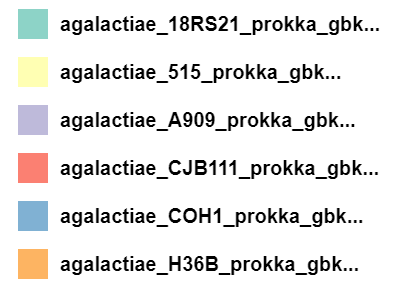 agalactiae_18RS21_prokka_gbk...
agalactiae_515_prokka_gbk...
agalactiae_A909_prokka_gbk...
agalactiae_CJB111_prokka_gbk...
agalactiae_COH1_prokka_gbk...
agalactiae_H36B_prokka_gbk...